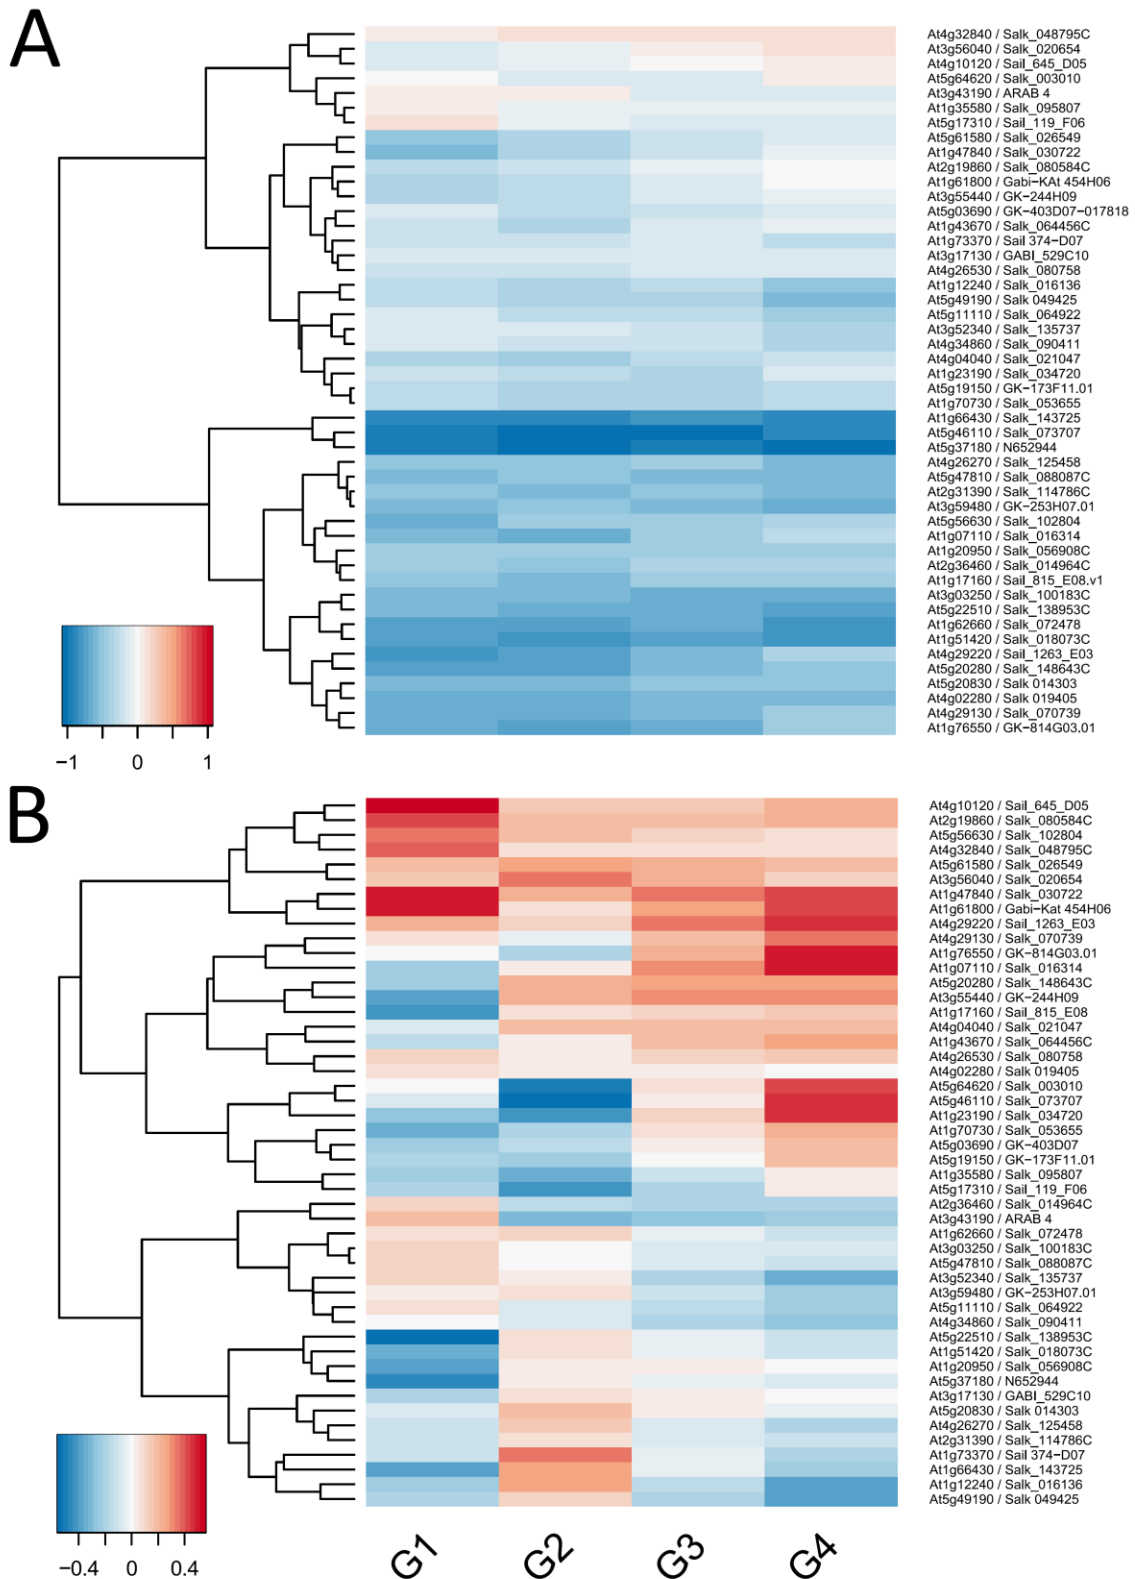 A
At4g32840 / Salk_048795C
At3g56040 / Salk_020654
At4g10120 / Sail_645_D05
At5g64620 / Salk_003010
At3g43190 / ARAB 4
At1g35580 / Salk_095807
At5g17310 / Sail_119_F06
At5g61580 / Salk_026549
At1g47840 / Salk_030722
At2g19860 / Salk_080584C
At1g61800 / Gabi-KAt 454H06
At3g55440 / GK-244H09
At5g03690 / GK-403D07-017818
At1g43670 / Salk_064456C
At1g73370 / Sail 374-D07
At3g17130 / GABI_529C10
At4g26530 / Salk_080758
At1g12240 / Salk_016136
At5g49190 / Salk 049425
At5g11110 / Salk_064922
At3g52340 / Salk_135737
At4g34860 / Salk_090411
At4g04040 / Salk_021047
At1g23190 / Salk_034720
At5g19150 / GK-173F11.01
At1g70730 / Salk_053655
At1g66430 / Salk_143725
At5g46110 / Salk_073707
At5g37180 / N652944
At4g26270 / Salk_125458
At5g47810 / Salk_088087C
At2g31390 / Salk_114786C
At3g59480 / GK-253H07.01
At5g56630 / Salk_102804
At1g07110 / Salk_016314
At1g20950 / Salk_056908C
At2g36460 / Salk_014964C
At1g17160 / Sail_815_E08.v1
At3g03250 / Salk_100183C
At5g22510 / Salk_138953C
At1g62660 / Salk_072478
At1g51420 / Salk_018073C
At4g29220 / Sail_1263_E03
At5g20280 / Salk_148643C
At5g20830 / Salk 014303
At4g02280 / Salk 019405
At4g29130 / Salk_070739
At1g76550 / GK-814G03.01
−1 0 1
B
At4g10120 / Sail_645_D05
At2g19860 / Salk_080584C
At5g56630 / Salk_102804
At4g32840 / Salk_048795C
At5g61580 / Salk_026549
At3g56040 / Salk_020654
At1g47840 / Salk_030722
At1g61800 / Gabi-Kat 454H06
At4g29220 / Sail_1263_E03
At4g29130 / Salk_070739
At1g76550 / GK-814G03.01
At1g07110 / Salk_016314
At5g20280 / Salk_148643C
At3g55440 / GK-244H09
At1g17160 / Sail_815_E08
At4g04040 / Salk_021047
At1g43670 / Salk_064456C
At4g26530 / Salk_080758
At4g02280 / Salk 019405
At5g64620 / Salk_003010
At5g46110 / Salk_073707
At1g23190 / Salk_034720
At1g70730 / Salk_053655
At5g03690 / GK-403D07
At5g19150 / GK-173F11.01
At1g35580 / Salk_095807
At5g17310 / Sail_119_F06
At2g36460 / Salk_014964C
At3g43190 / ARAB 4
At1g62660 / Salk_072478
At3g03250 / Salk_100183C
At5g47810 / Salk_088087C
At3g52340 / Salk_135737
At3g59480 / GK-253H07.01
At5g11110 / Salk_064922
At4g34860 / Salk_090411
At5g22510 / Salk_138953C
At1g51420 / Salk_018073C
At1g20950 / Salk_056908C
At5g37180 / N652944
At3g17130 / GABI_529C10
At5g20830 / Salk 014303
At4g26270 / Salk_125458
At2g31390 / Salk_114786C
At1g73370 / Sail 374-D07
At1g66430 / Salk_143725
At1g12240 / Salk_016136
At5g49190 / Salk 049425
−0.4 0 0.4
G1 G2 G3 G4